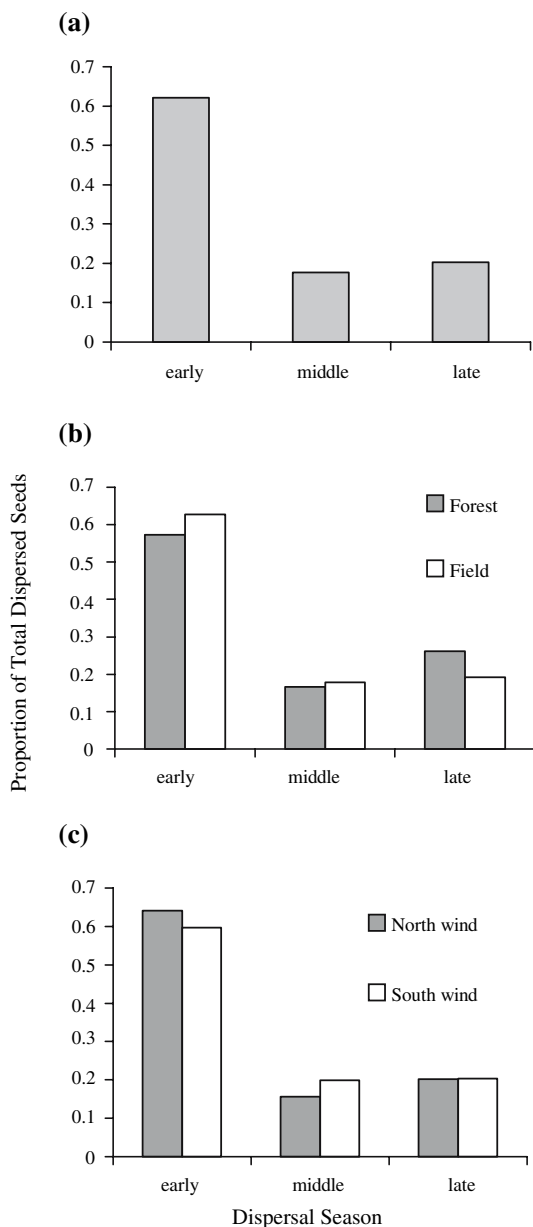 (a)
0.7
0.6
0.5
0.4
0.3
0.2
0.1
0
early middle late
(b)
Proportion of Total Dispersed Seeds
0.7
0.6
0.5
0.4
0.3
0.2
0.1
0
Forest
Field
early middle late
(c)
0.7
0.6
0.5
0.4
0.3
0.2
0.1
0
North wind
South wind
early middle late
Dispersal Season